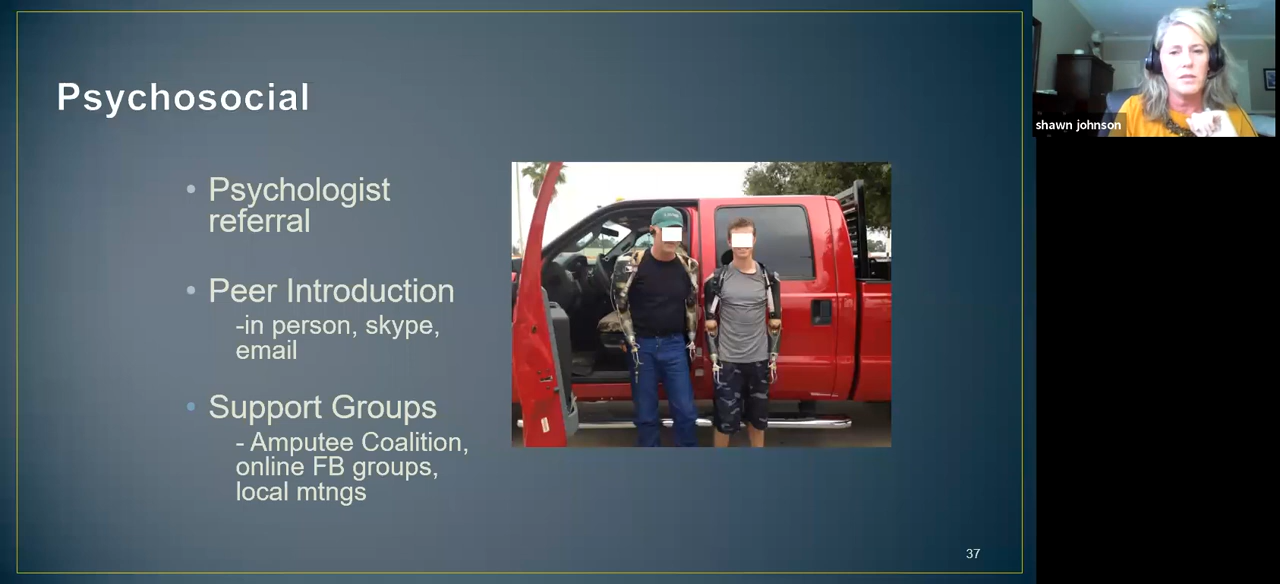 Psychosocial
• Psychologist
referral
• Peer Introduction
-in person, skype,
email
• Support Groups
- Amputee Coalition,
online FB groups,
local mtngs
37
shawn johnson